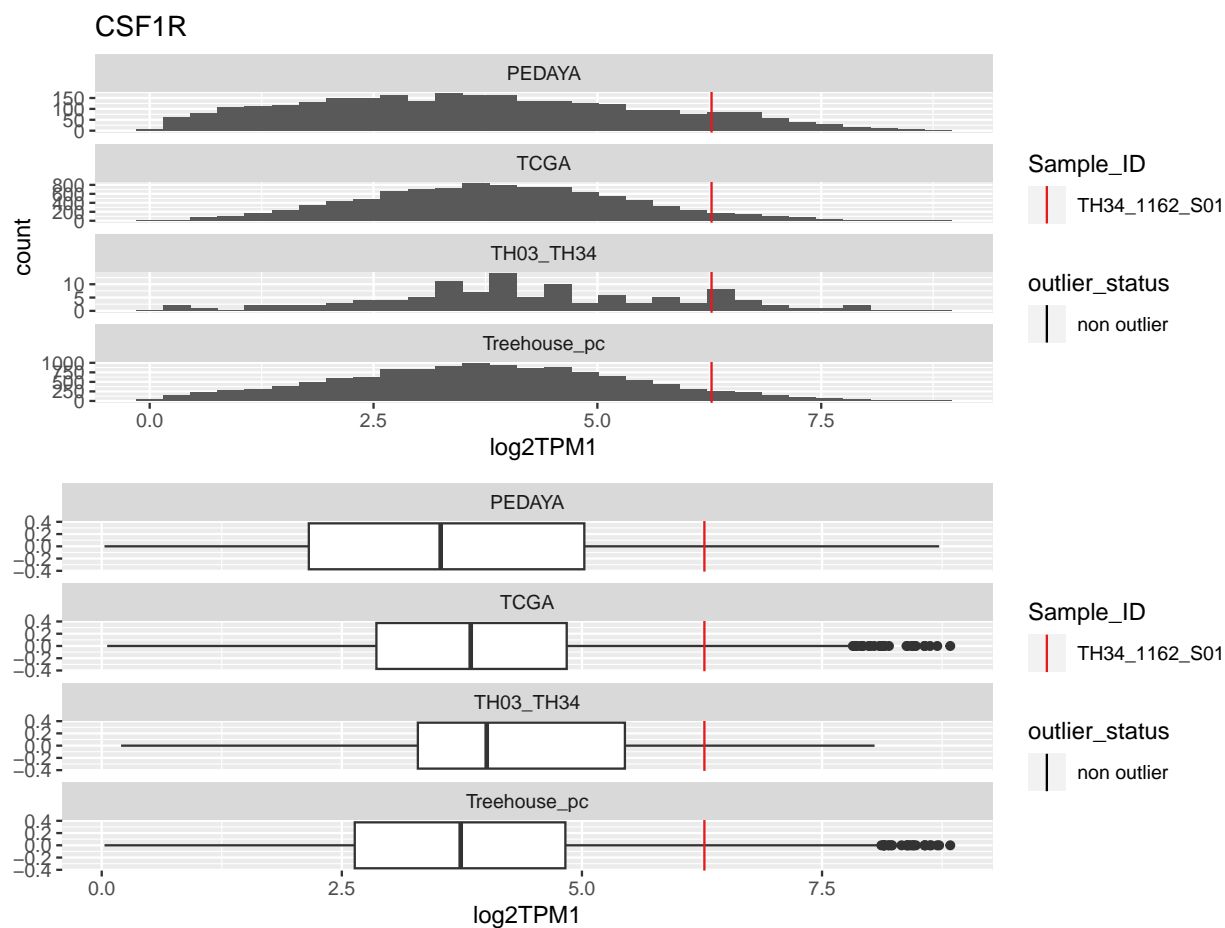 CSF1R
PEDAYA
150
100
50
0
TCGA
800
600
400
200
0
TH03_TH34
10
5
0
Treehouse_pc
1000
750
500
250
0
count
0.0 2.5 5.0 7.5
log2TPM1
Sample_ID
TH34_1162_S01
outlier_status
non outlier
PEDAYA
0.4
0.2
0.0
−0.2
−0.4
TCGA
0.4
0.2
0.0
−0.2
−0.4
TH03_TH34
0.4
0.2
0.0
−0.2
−0.4
Treehouse_pc
0.4
0.2
0.0
−0.2
−0.4
0.0 2.5 5.0 7.5
log2TPM1
Sample_ID
TH34_1162_S01
outlier_status
non outlier